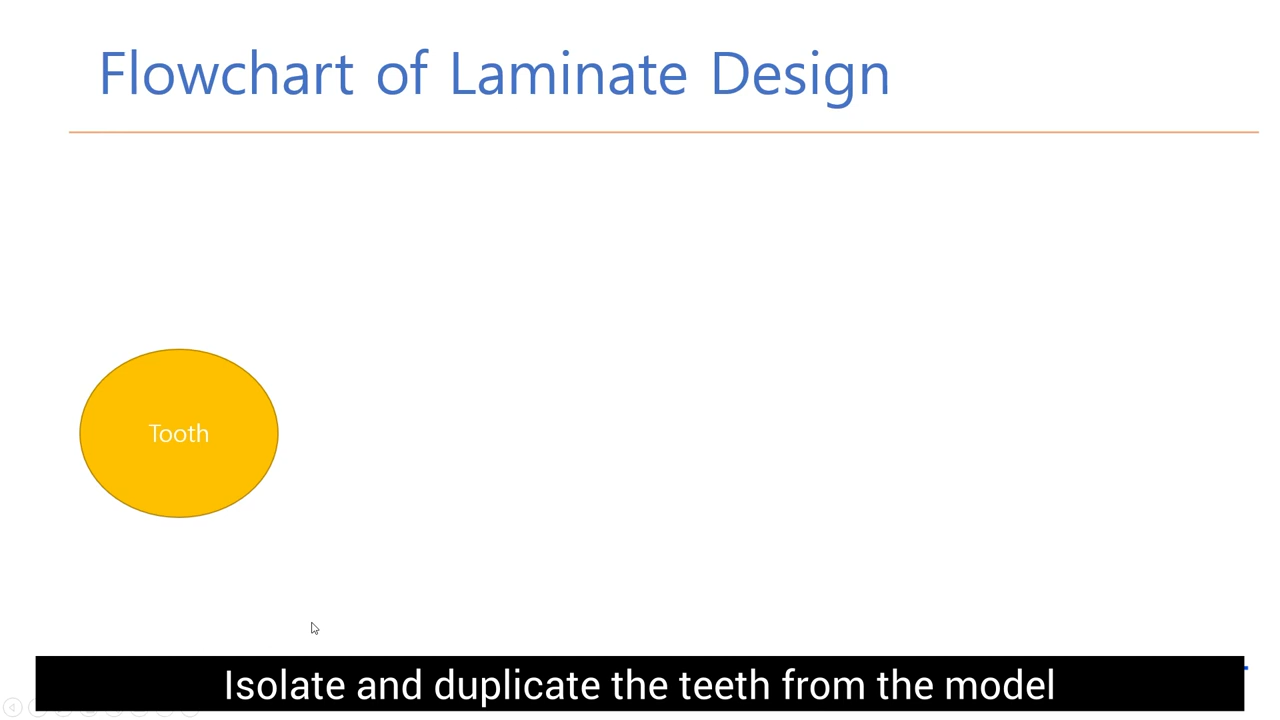 Flowchart of Laminate Design
Tooth
Isolate and duplicate the teeth from the model